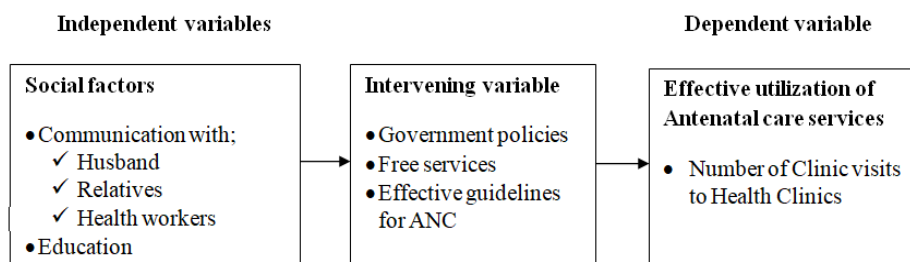 Independent variables
Dependent variable
Social factors
•Communication with;
✓ Husband
✓ Relatives
✓ Health workers
•Education
Intervening variable
•Government policies
•Free services
•Effective guidelines
for ANC
Effective utilization of
Antenatal care services
• Number of Clinic visits
to Health Clinics